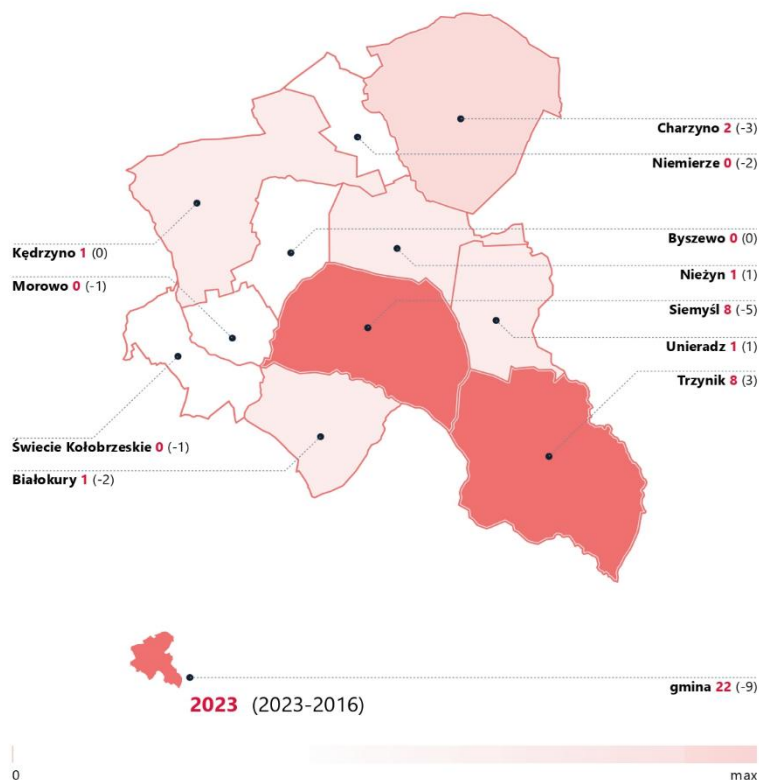 Charzyno 2 (-3)
Niemierze 0 (-2)
Byszewo 0 (0)
Kędrzyno 1 (0)
Nieżyn 1 (1)
Morowo 0 (-1)
Siemyśl 8 (-5)
Unieradz 1 (1)
Trzynik 8 (3)
Świecie Kołobrzeskie 0 (-1)
Białokury 1 (-2)
gmina 22 (-9)
2023 (2023-2016)
0
max